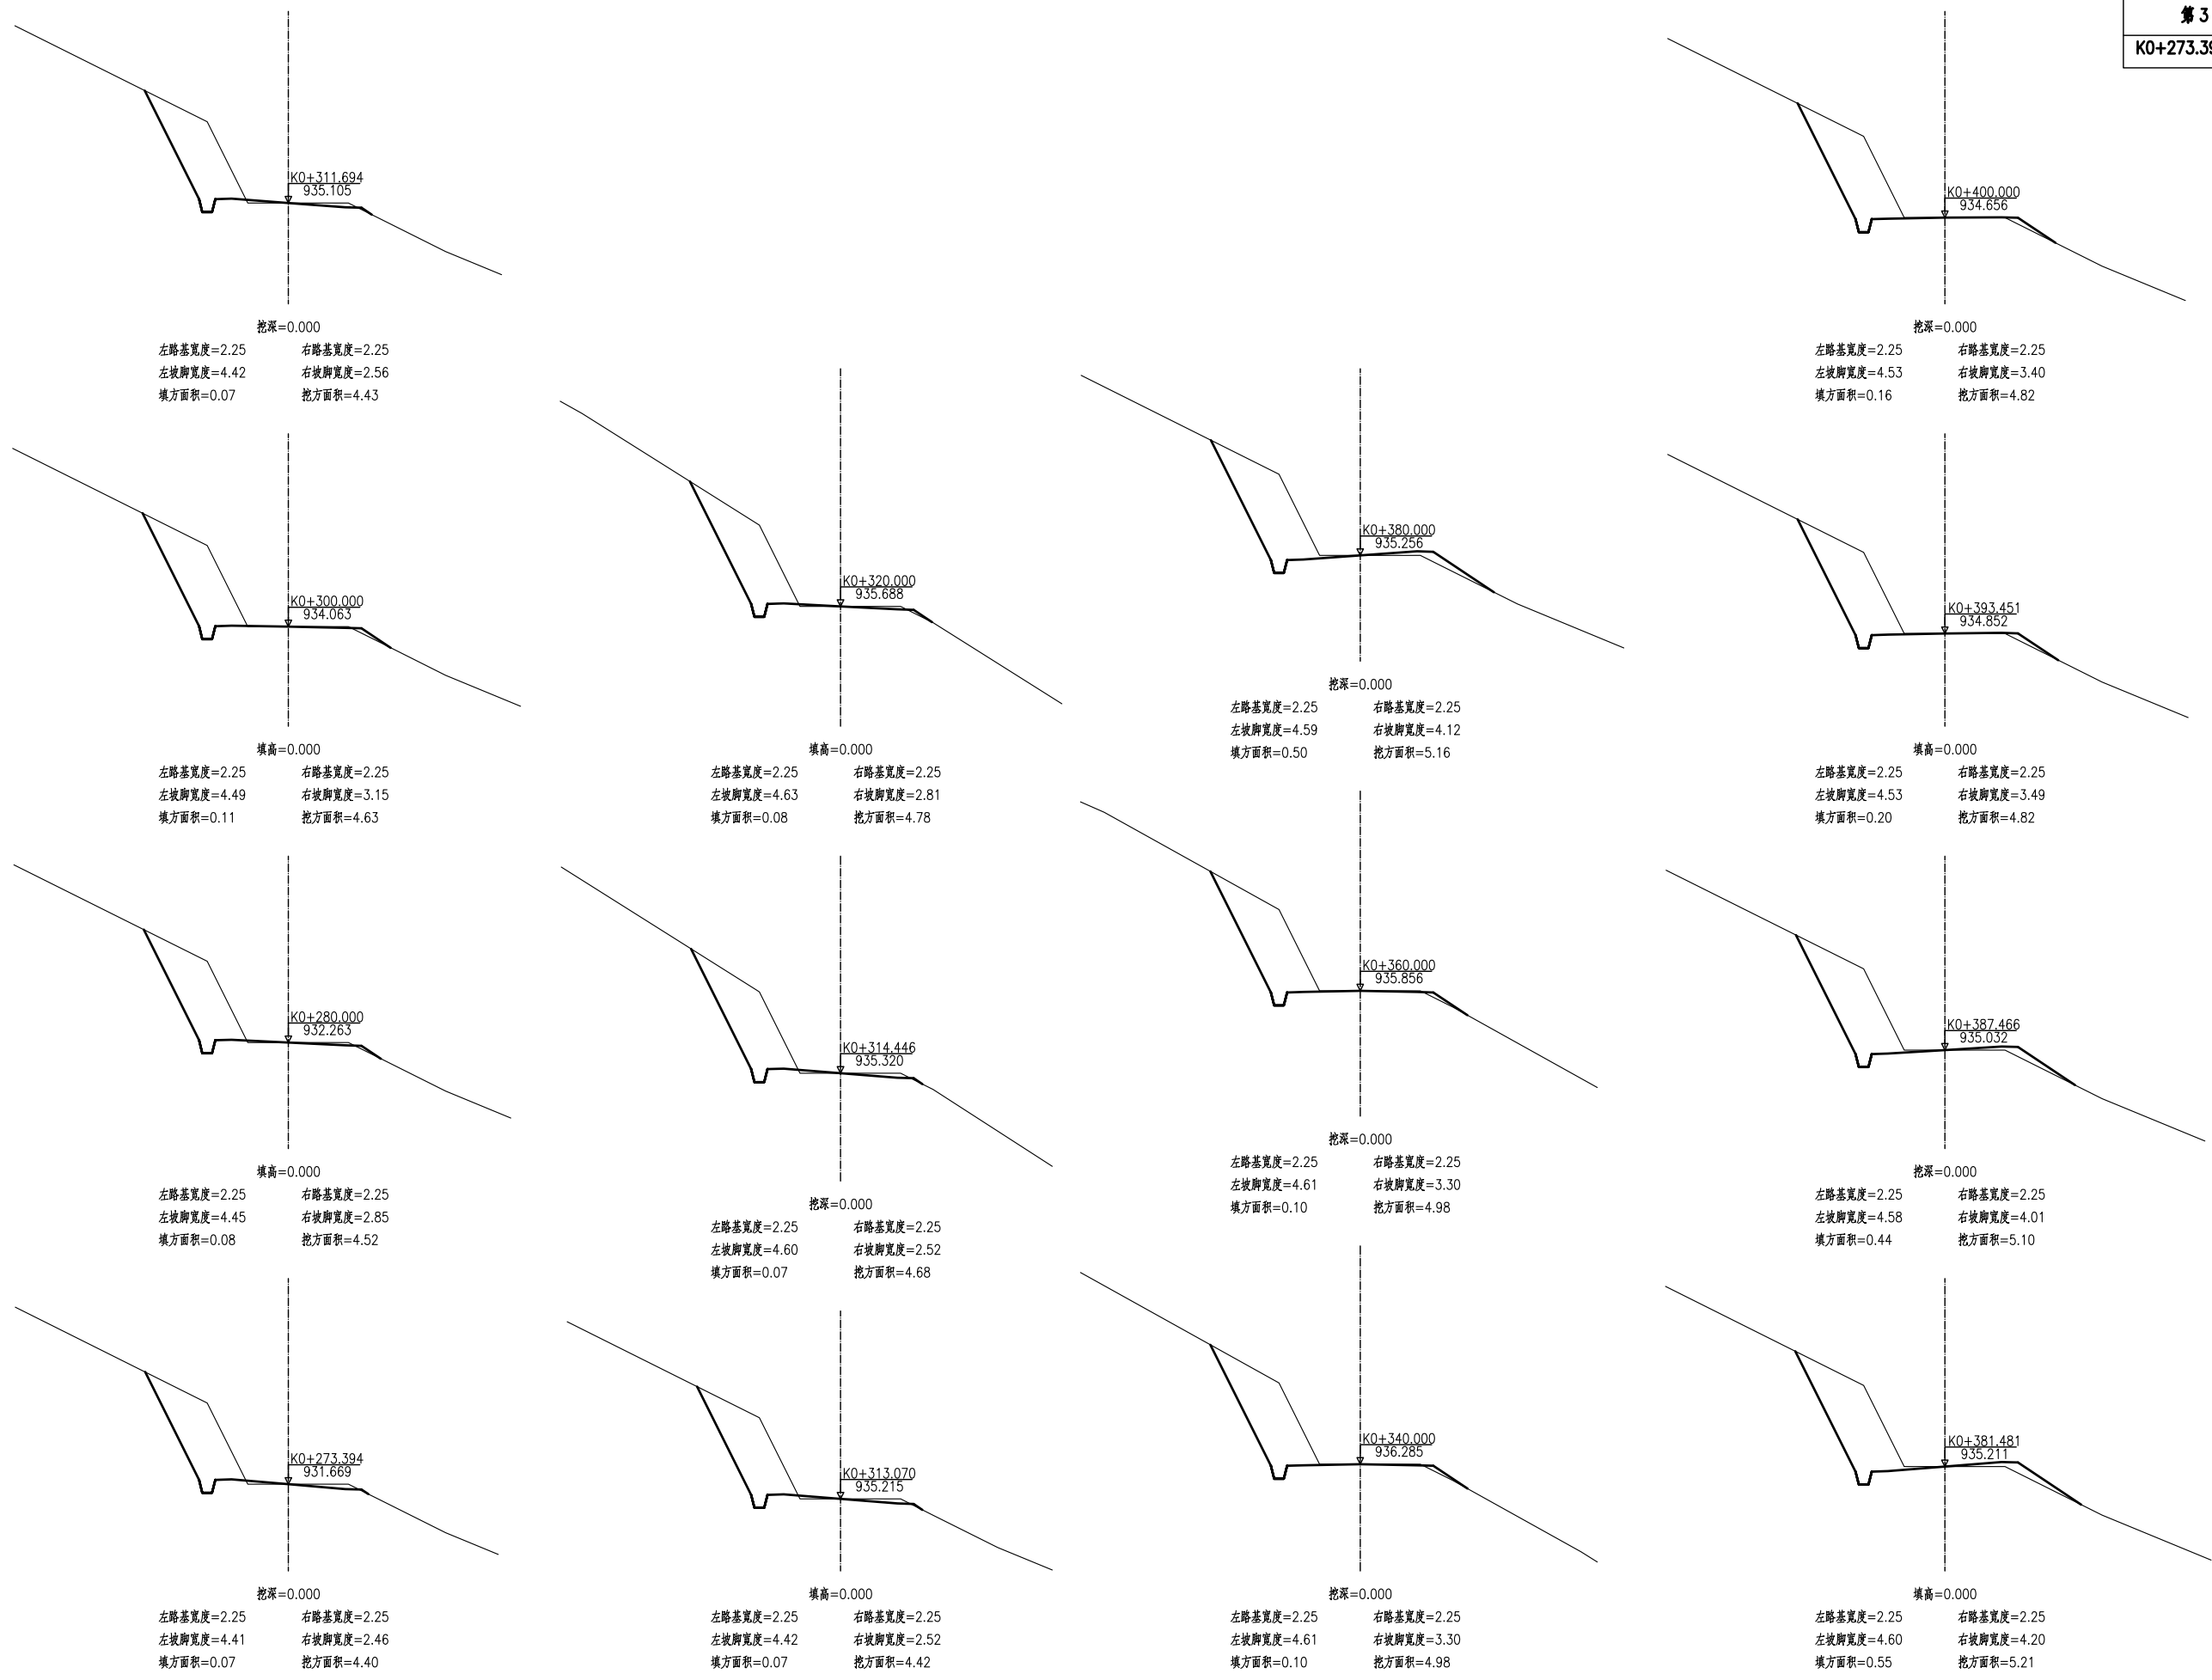 第 3
K0+273.39
K0+311.694
935.105
挖深=0.000
左路基宽度=2.25 右路基宽度=2.25
左坡脚宽度=4.42 右坡脚宽度=2.56
填方面积=0.07 挖方面积=4.43
K0+300.000
934.063
填高=0.000
左路基宽度=2.25 右路基宽度=2.25
左坡脚宽度=4.49 右坡脚宽度=3.15
填方面积=0.11 挖方面积=4.63
K0+280.000
932.263
填高=0.000
左路基宽度=2.25 右路基宽度=2.25
左坡脚宽度=4.45 右坡脚宽度=2.85
填方面积=0.08 挖方面积=4.52
K0+273.394
931.669
挖深=0.000
左路基宽度=2.25 右路基宽度=2.25
左坡脚宽度=4.41 右坡脚宽度=2.46
填方面积=0.07 挖方面积=4.40
K0+320.000
935.688
填高=0.000
左路基宽度=2.25 右路基宽度=2.25
左坡脚宽度=4.63 右坡脚宽度=2.81
填方面积=0.08 挖方面积=4.78
K0+314.446
935.320
挖深=0.000
左路基宽度=2.25 右路基宽度=2.25
左坡脚宽度=4.60 右坡脚宽度=2.52
填方面积=0.07 挖方面积=4.68
K0+313.070
935.215
填高=0.000
左路基宽度=2.25 右路基宽度=2.25
左坡脚宽度=4.42 右坡脚宽度=2.52
填方面积=0.07 挖方面积=4.42
K0+380.000
935.256
挖深=0.000
左路基宽度=2.25 右路基宽度=2.25
左坡脚宽度=4.59 右坡脚宽度=4.12
填方面积=0.50 挖方面积=5.16
K0+360.000
935.856
挖深=0.000
左路基宽度=2.25 右路基宽度=2.25
左坡脚宽度=4.61 右坡脚宽度=3.30
填方面积=0.10 挖方面积=4.98
K0+340.000
936.285
挖深=0.000
左路基宽度=2.25 右路基宽度=2.25
左坡脚宽度=4.61 右坡脚宽度=3.30
填方面积=0.10 挖方面积=4.98
K0+400.000
934.656
挖深=0.000
左路基宽度=2.25 右路基宽度=2.25
左坡脚宽度=4.53 右坡脚宽度=3.40
填方面积=0.16 挖方面积=4.82
K0+393.451
934.852
填高=0.000
左路基宽度=2.25 右路基宽度=2.25
左坡脚宽度=4.53 右坡脚宽度=3.49
填方面积=0.20 挖方面积=4.82
K0+387.466
935.032
挖深=0.000
左路基宽度=2.25 右路基宽度=2.25
左坡脚宽度=4.58 右坡脚宽度=4.01
填方面积=0.44 挖方面积=5.10
K0+381.481
935.211
填高=0.000
左路基宽度=2.25 右路基宽度=2.25
左坡脚宽度=4.60 右坡脚宽度=4.20
填方面积=0.55 挖方面积=5.21